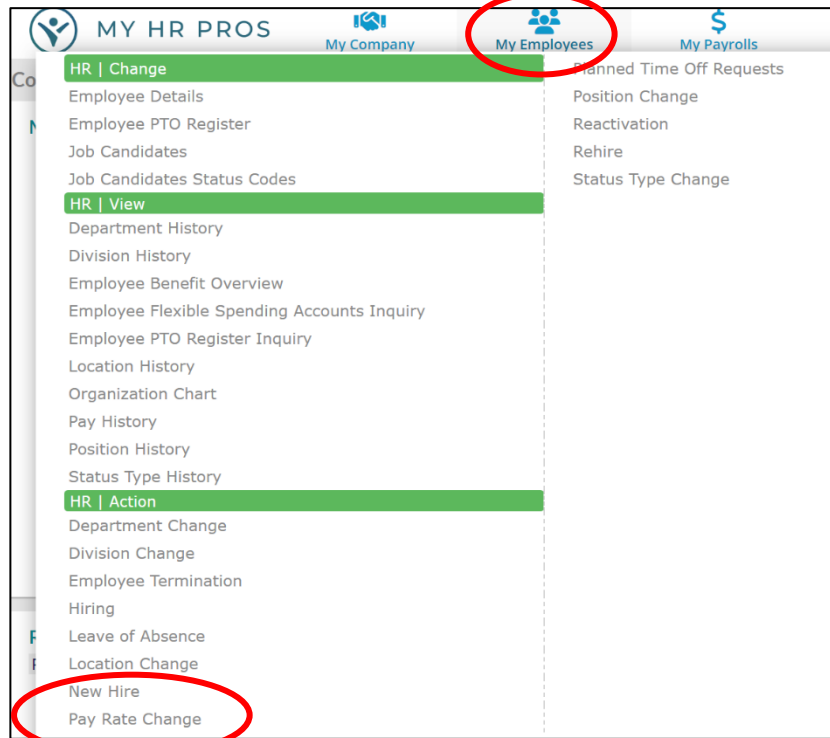 MY HR PROS
My Company
My Employees
My Payrolls
Co
HR | Change
Employee Details
Employee PTO Register
Job Candidates
Job Candidates Status Codes
HR | View
Department History
Division History
Employee Benefit Overview
Employee Flexible Spending Accounts Inquiry
Employee PTO Register Inquiry
Location History
Organization Chart
Pay History
Position History
Status Type History
HR | Action
Department Change
Division Change
Employee Termination
Hiring
Leave of Absence
Location Change
New Hire
Pay Rate Change
Planned Time Off Requests
Position Change
Reactivation
Rehire
Status Type Change